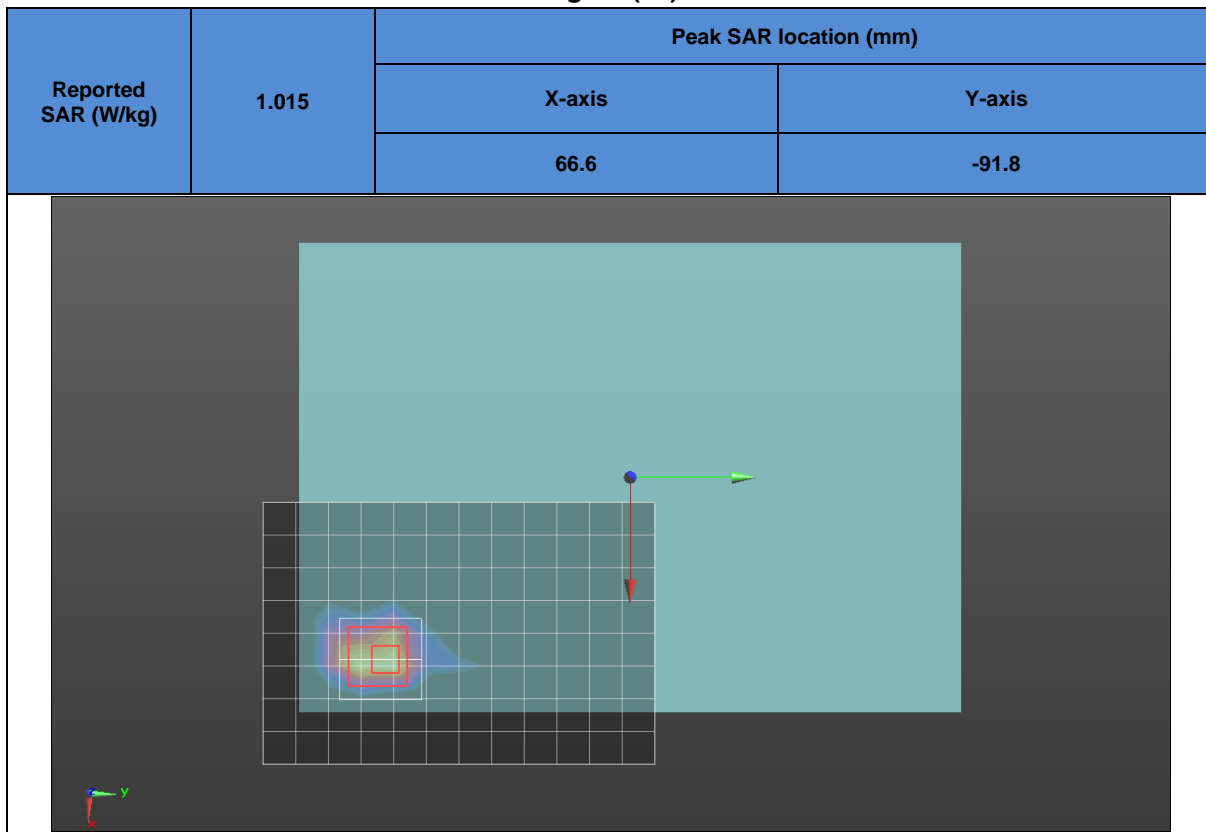 Reported
SAR (W/kg)
1.015
Peak SAR location (mm)
X-axis
Y-axis
66.6
-91.8
Z
Y
X